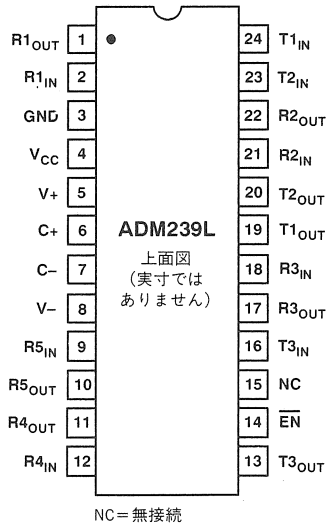 R1OUT 1 24 T1IN
R1IN 2 23 T2IN
GND 3 22 R2OUT
VCC 4 21 R2IN
V+ 5 20 T2OUT
C+ 6 ADM239L 19 T1OUT
上面図
C− 7 (実寸では 18 R3IN
ありません)
V− 8 17 R3OUT
R5IN 9 16 T3IN
R5OUT 10 15 NC
R4OUT 11 14 E̅N̅
R4IN 12 13 T3OUT
NC=無接続